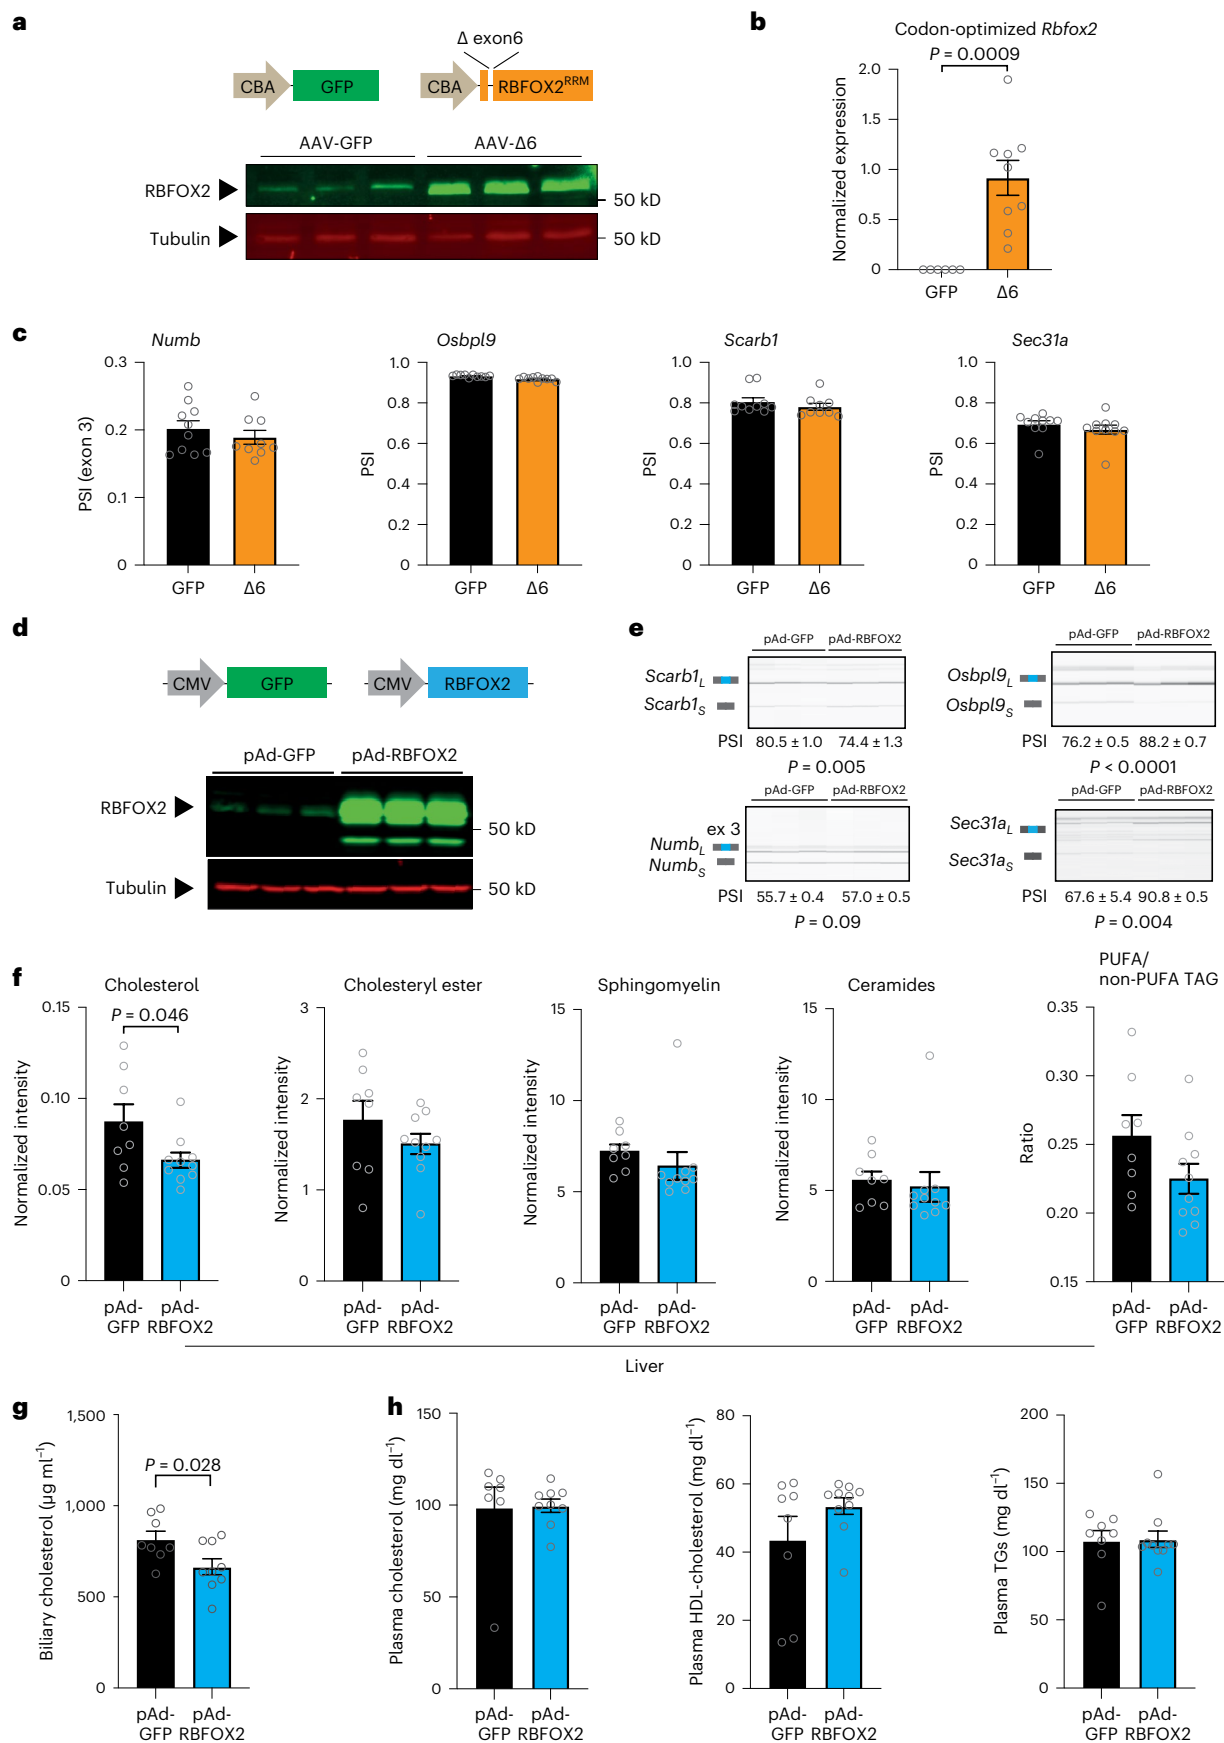 a
Δ exon6
CBA GFP CBA RBFOX2RRM
AAV-GFP AAV-Δ6
RBFOX2
50 kD
Tubulin 50 kD
b
Codon-optimized Rbfox2
P = 0.0009
Normalized expression
2.0
1.5
1.0
0.5
0
GFP Δ6
c
Numb
PSI (exon 3)
0.3
0.2
0.1
0
GFP Δ6
Osbpl9
PSI
1.0
0.8
0.6
0.4
0.2
0
GFP Δ6
Scarb1
PSI
1.0
0.8
0.6
0.4
0.2
0
GFP Δ6
Sec31a
PSI
1.0
0.8
0.6
0.4
0.2
0
GFP Δ6
d
CMV GFP CMV RBFOX2
pAd-GFP pAd-RBFOX2
RBFOX2
50 kD
Tubulin 50 kD
e
pAd-GFP pAd-RBFOX2
Scarb1L
Scarb1S
PSI 80.5 ± 1.0 74.4 ± 1.3
P = 0.005
pAd-GFP pAd-RBFOX2
Osbpl9L
Osbpl9S
PSI 76.2 ± 0.5 88.2 ± 0.7
P < 0.0001
pAd-GFP pAd-RBFOX2
ex 3
NumbL
NumbS
PSI 55.7 ± 0.4 57.0 ± 0.5
P = 0.09
pAd-GFP pAd-RBFOX2
Sec31aL
Sec31aS
PSI 67.6 ± 5.4 90.8 ± 0.5
P = 0.004
f
Cholesterol
P = 0.046
Normalized intensity
0.15
0.10
0.05
0
pAd- pAd-
GFP RBFOX2
Cholesteryl ester
Normalized intensity
3
2
1
0
pAd- pAd-
GFP RBFOX2
Sphingomyelin
Normalized intensity
15
10
5
0
pAd- pAd-
GFP RBFOX2
Ceramides
Normalized intensity
15
10
5
0
pAd- pAd-
GFP RBFOX2
PUFA/
non-PUFA TAG
Ratio
0.35
0.30
0.25
0.20
0.15
pAd- pAd-
GFP RBFOX2
Liver
g
Biliary cholesterol (µg ml−1)
P = 0.028
1,500
1,000
500
0
pAd- pAd-
GFP RBFOX2
h
Plasma cholesterol (mg dl−1)
150
100
50
0
pAd- pAd-
GFP RBFOX2
Plasma HDL-cholesterol (mg dl−1)
80
60
40
20
0
pAd- pAd-
GFP RBFOX2
Plasma TGs (mg dl−1)
200
150
100
50
0
pAd- pAd-
GFP RBFOX2